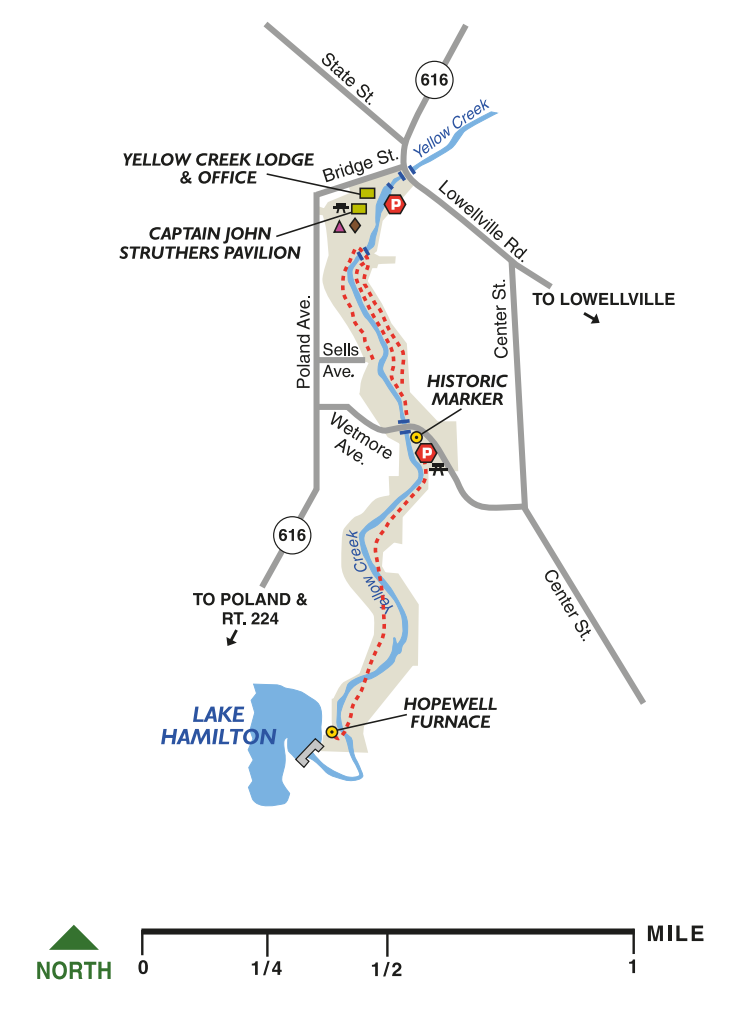 State St.
616
Yellow Creek
YELLOW CREEK LODGE
& OFFICE
Bridge St.
P
Lowellville Rd.
CAPTAIN JOHN
STRUTHERS PAVILION
TO LOWELLVILLE
Center St.
Poland Ave.
Sells
Ave.
HISTORIC
MARKER
Wetmore
Ave.
P
616
Yellow Creek
Center St.
TO POLAND &
RT. 224
LAKE
HAMILTON
HOPEWELL
FURNACE
MILE
NORTH
0 1/4 1/2 1